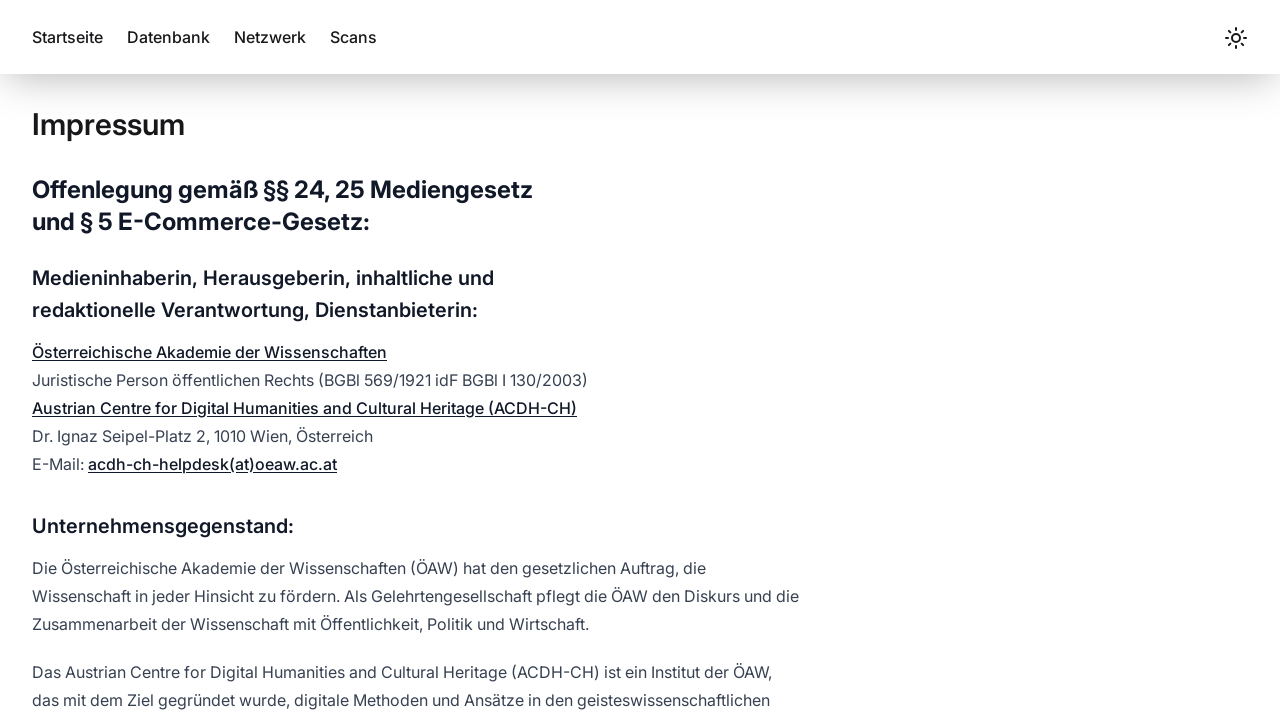 Startseite Datenbank Netzwerk Scans
Impressum
Offenlegung gemäß §§ 24, 25 Mediengesetz
und § 5 E-Commerce-Gesetz:
Medieninhaberin, Herausgeberin, inhaltliche und
redaktionelle Verantwortung, Dienstanbieterin:
Österreichische Akademie der Wissenschaften
Juristische Person öffentlichen Rechts (BGBl 569/1921 idF BGBl I 130/2003)
Austrian Centre for Digital Humanities and Cultural Heritage (ACDH-CH)
Dr. Ignaz Seipel-Platz 2, 1010 Wien, Österreich
E-Mail: acdh-ch-helpdesk(at)oeaw.ac.at
Unternehmensgegenstand:
Die Österreichische Akademie der Wissenschaften (ÖAW) hat den gesetzlichen Auftrag, die
Wissenschaft in jeder Hinsicht zu fördern. Als Gelehrtengesellschaft pflegt die ÖAW den Diskurs und die
Zusammenarbeit der Wissenschaft mit Öffentlichkeit, Politik und Wirtschaft.
Das Austrian Centre for Digital Humanities and Cultural Heritage (ACDH-CH) ist ein Institut der ÖAW,
das mit dem Ziel gegründet wurde, digitale Methoden und Ansätze in den geisteswissenschaftlichen